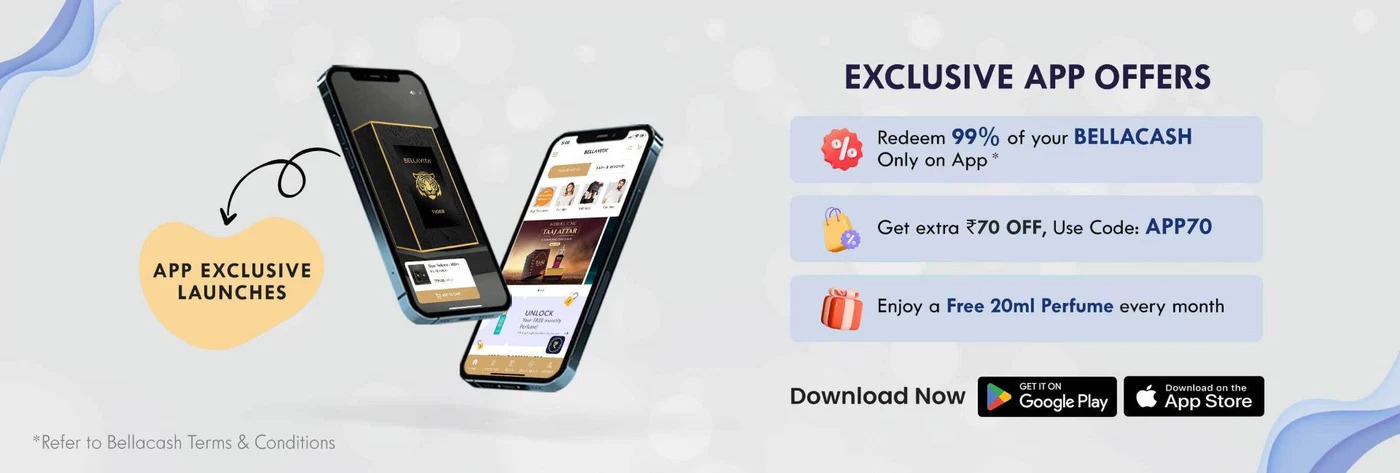 EXCLUSIVE APP OFFERS
Redeem 99% of your BELLACASH
Only on App*
Get extra ₹70 OFF, Use Code: APP70
Enjoy a Free 20ml Perfume every month
Download Now
GET IT ON
Google Play
Download on the
App Store
APP EXCLUSIVE
LAUNCHES
BELLAVITA
TIGER
BELLAVITA
TAAJ ATTAR
UNLOCK
Your FREE monthly
Perfume!
*Refer to Bellacash Terms & Conditions